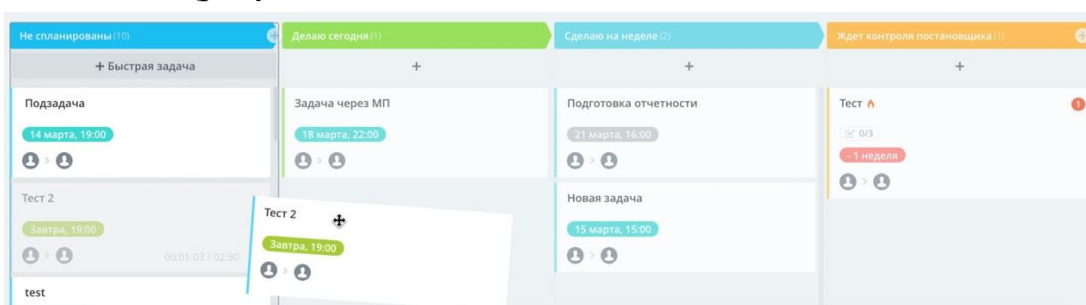 Не спланированы (10)
+ Быстрая задача
Подзадача
14 марта, 19:00
Тест 2
Завтра, 19:00
00:01:03 / 02:30
test
Делаю сегодня (1)
+
Задача через МП
18 марта, 22:00
Тест 2
Завтра, 19:00
Сделаю на неделе (2)
+
Подготовка отчетности
21 марта, 16:00
Новая задача
15 марта, 15:00
Ждет контроля постановщика (1)
+
Тест
1
0/3
- 1 неделя